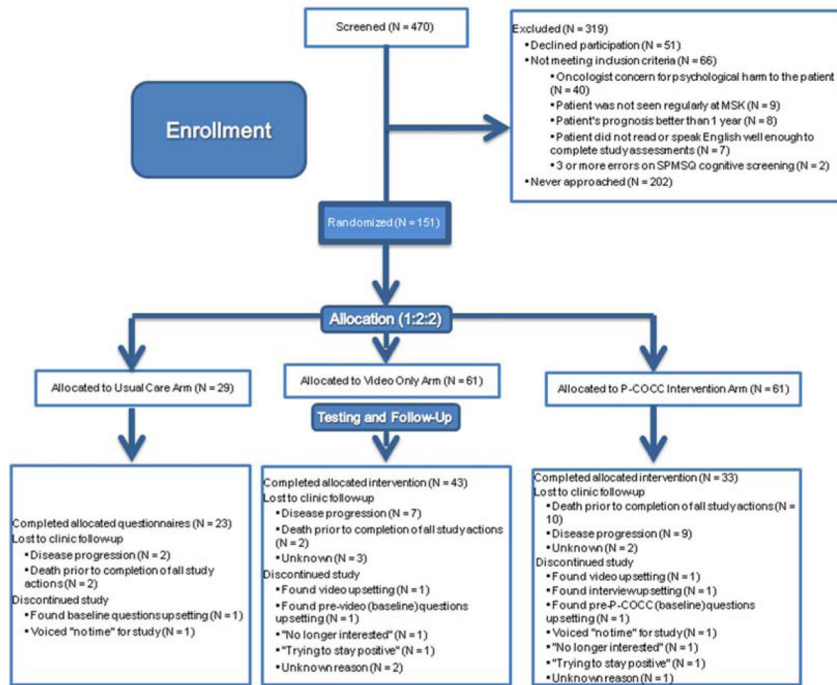 Screened (N = 470)
Excluded (N = 319)
▪Declined participation (N = 51)
▪Not meeting inclusion criteria (N = 66)
▪Oncologist concern for psychological harm to the patient
(N = 40)
▪Patient was not seen regularly at MSK (N = 9)
▪Patient's prognosis better than 1 year (N = 8)
▪Patient did not read or speak English well enough to
complete study assessments (N = 7)
▪3 or more errors on SPMSQ cognitive screening (N = 2)
▪Never approached (N = 202)
Enrollment
Randomized (N = 151)
Allocation (1:2:2)
Allocated to Usual Care Arm (N = 29)
Allocated to Video Only Arm (N = 61)
Allocated to P-COCC Intervention Arm (N = 61)
Testing and Follow-Up
Completed allocated questionnaires (N = 23)
Lost to clinic follow-up
▪Disease progression (N = 2)
▪Death prior to completion of all study
actions (N = 2)
Discontinued study
▪Found baseline questions upsetting (N = 1)
▪Voiced "no time" for study (N = 1)
Completed allocated intervention (N = 43)
Lost to clinic follow-up
▪Disease progression (N = 7)
▪Death prior to completion of all study actions
(N = 2)
▪Unknown (N = 3)
Discontinued study
▪Found video upsetting (N = 1)
▪Found pre-video (baseline) questions
upsetting (N = 1)
▪"No longer interested" (N = 1)
▪"Trying to stay positive" (N = 1)
▪Unknown reason (N = 2)
Completed allocated intervention (N = 33)
Lost to clinic follow-up
▪Death prior to completion of all study actions (N =
10)
▪Disease progression (N = 9)
▪Unknown (N = 2)
Discontinued study
▪Found video upsetting (N = 1)
▪Found interview upsetting (N = 1)
▪Found pre-P-COCC (baseline) questions
upsetting (N = 1)
▪Voiced "no time" for study (N = 1)
▪"No longer interested" (N = 1)
▪"Trying to stay positive" (N = 1)
▪Unknown reason (N = 1)